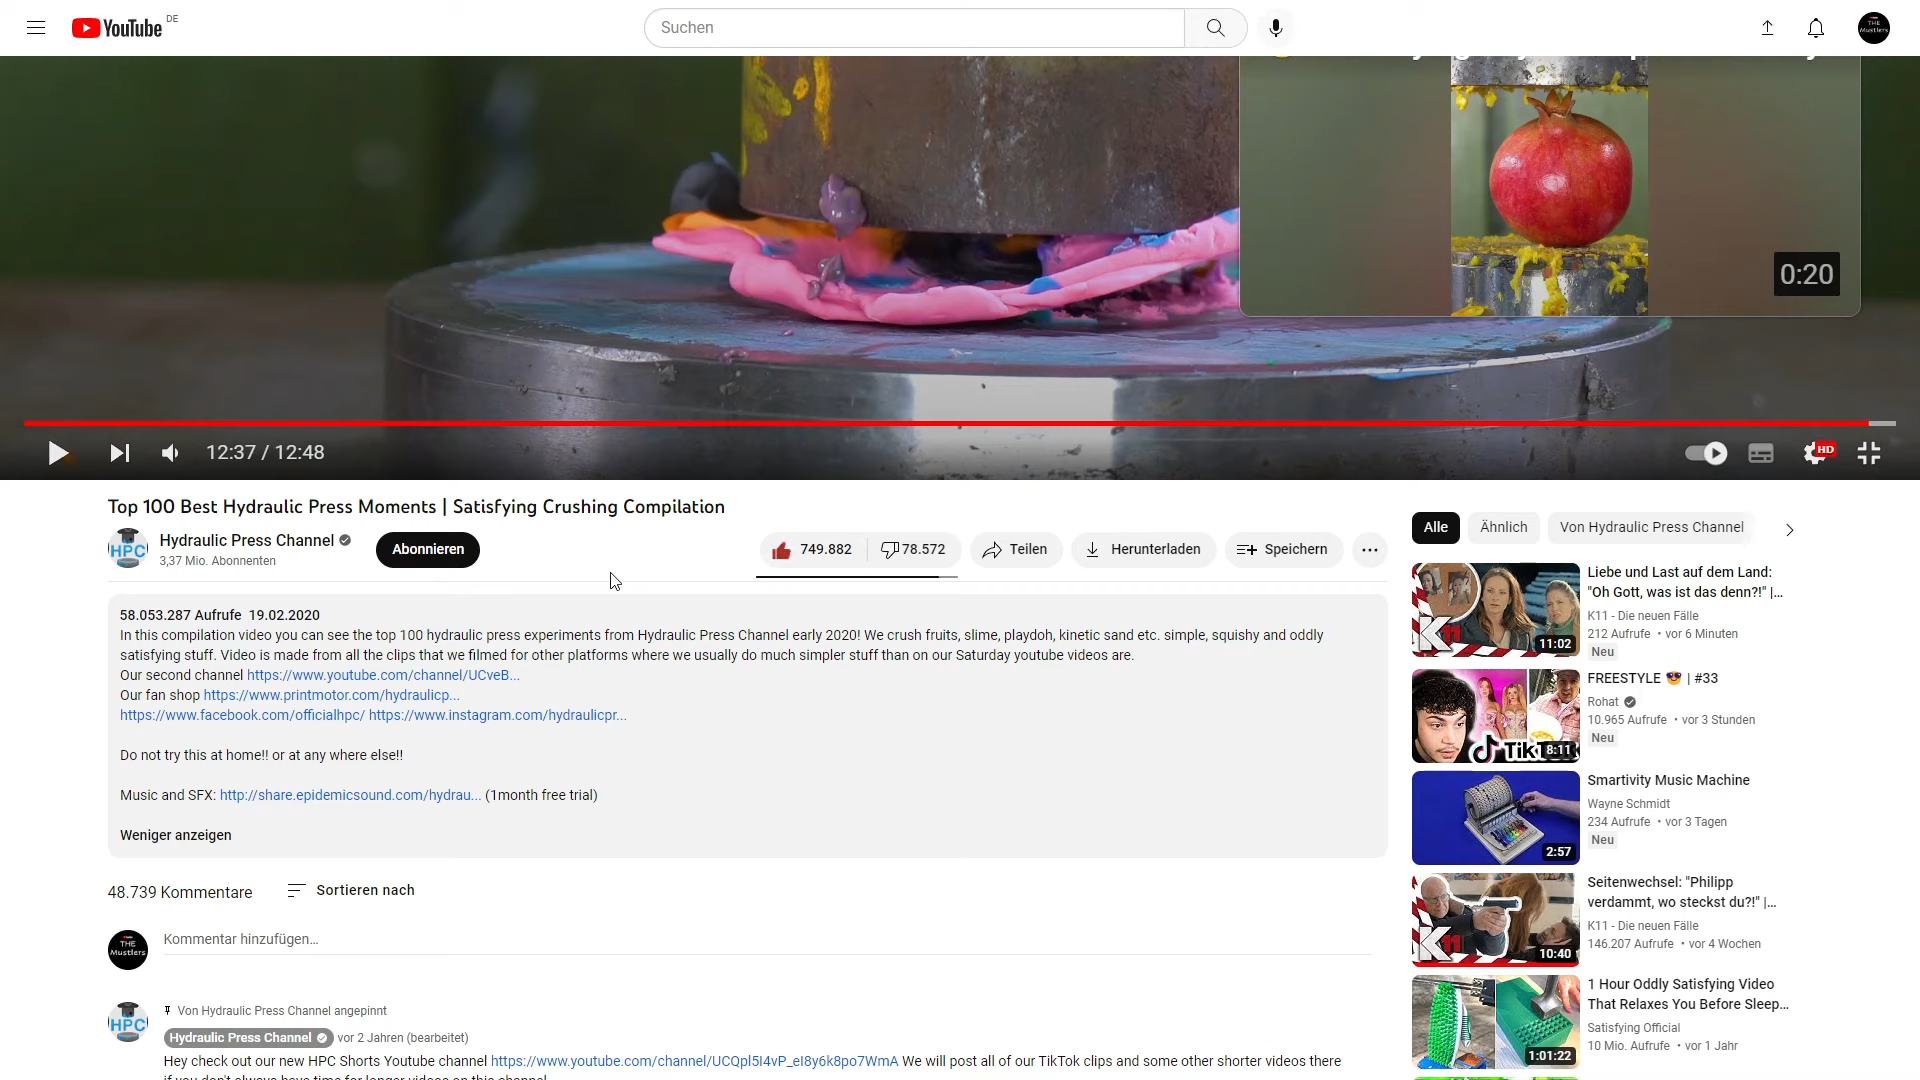 YouTube DE
Suchen
THE
Mustlers
0:20
12:37 / 12:48
HD
Top 100 Best Hydraulic Press Moments | Satisfying Crushing Compilation
HPC
Hydraulic Press Channel
3,37 Mio. Abonnenten
Abonnieren
749.882
78.572
Teilen
Herunterladen
Speichern
58.053.287 Aufrufe 19.02.2020
In this compilation video you can see the top 100 hydraulic press experiments from Hydraulic Press Channel early 2020! We crush fruits, slime, playdoh, kinetic sand etc. simple, squishy and oddly
satisfying stuff. Video is made from all the clips that we filmed for other platforms where we usually do much simpler stuff than on our Saturday youtube videos are.
Our second channel https://www.youtube.com/channel/UCveB...
Our fan shop https://www.printmotor.com/hydraulicp...
https://www.facebook.com/officialhpc/ https://www.instagram.com/hydraulicpr...
Do not try this at home!! or at any where else!!
Music and SFX: http://share.epidemicsound.com/hydrau... (1month free trial)
Weniger anzeigen
48.739 Kommentare
Sortieren nach
THE
Mustlers
Kommentar hinzufügen...
HPC
Von Hydraulic Press Channel angepinnt
Hydraulic Press Channel vor 2 Jahren (bearbeitet)
Hey check out our new HPC Shorts Youtube channel https://www.youtube.com/channel/UCQpl5I4vP_el8y6k8po7WmA We will post all of our TikTok clips and some other shorter videos there
Alle
Ähnlich
Von Hydraulic Press Channel
K11
11:02
Liebe und Last auf dem Land:
"Oh Gott, was ist das denn?!" |...
K11 - Die neuen Fälle
212 Aufrufe • vor 6 Minuten
Neu
8:11
FREESTYLE 😎 | #33
Rohat
10.965 Aufrufe • vor 3 Stunden
Neu
2:57
Smartivity Music Machine
Wayne Schmidt
234 Aufrufe • vor 3 Tagen
Neu
K11
10:40
Seitenwechsel: "Philipp
verdammt, wo steckst du?!" |...
K11 - Die neuen Fälle
146.207 Aufrufe • vor 4 Wochen
1:01:22
1 Hour Oddly Satisfying Video
That Relaxes You Before Sleep...
Satisfying Official
10 Mio. Aufrufe • vor 1 Jahr